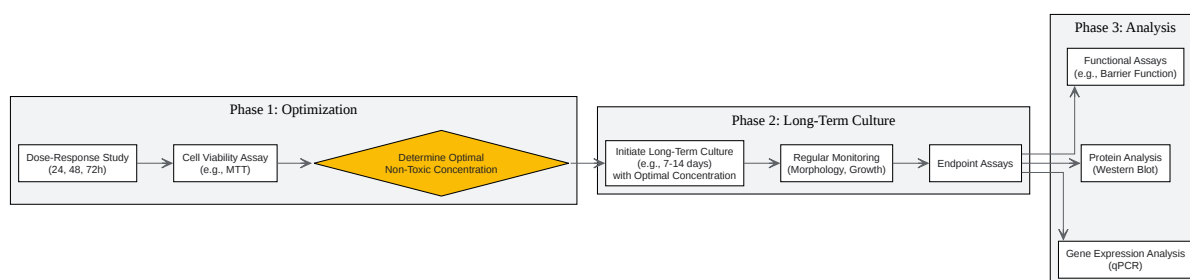 Phase 1: Optimization
Dose-Response Study
(24, 48, 72h)
Cell Viability Assay
(e.g., MTT)
Determine Optimal
Non-Toxic Concentration
Phase 2: Long-Term Culture
Initiate Long-Term Culture
(e.g., 7-14 days)
with Optimal Concentration
Regular Monitoring
(Morphology, Growth)
Endpoint Assays
Phase 3: Analysis
Functional Assays
(e.g., Barrier Function)
Protein Analysis
(Western Blot)
Gene Expression Analysis
(qPCR)